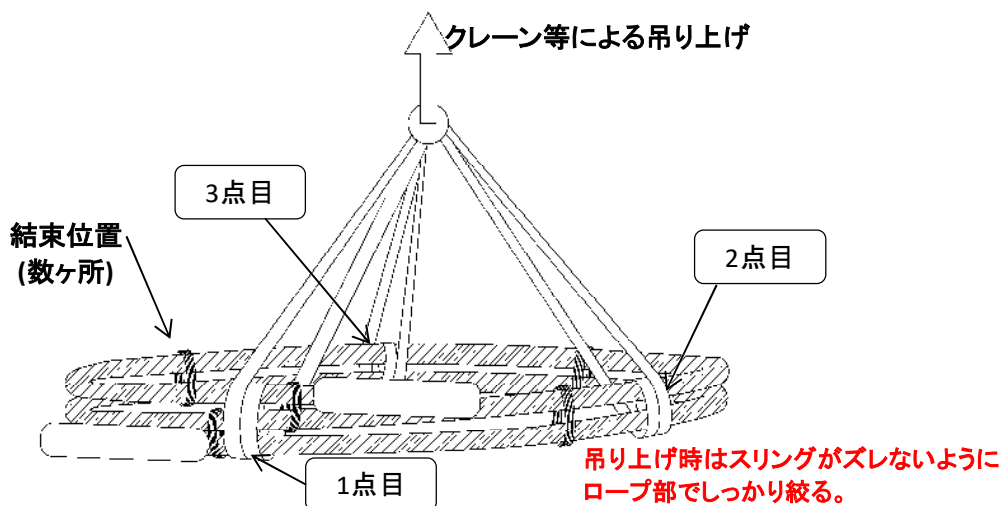 クレーン等による吊り上げ
3点目
結束位置
(数ヶ所)
2点目
吊り上げ時はスリングがズレないように
ロープ部でしっかり絞る。
1点目